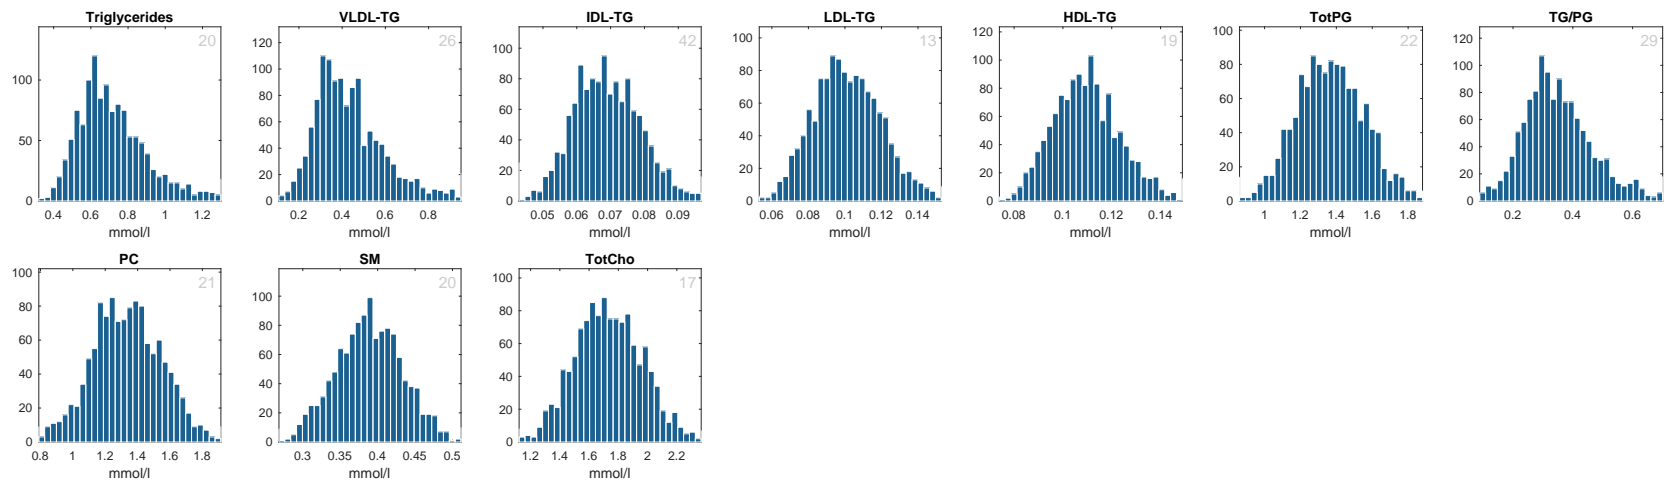 Triglycerides VLDL-TG IDL-TG LDL-TG HDL-TG TotPG TG/PG
20 26 42 13 19 22 29
100
50
0
0.4 0.6 0.8 1 1.2
mmol/l
120
100
80
60
40
20
0
0.2 0.4 0.6 0.8
mmol/l
100
80
60
40
20
0
0.05 0.06 0.07 0.08 0.09
mmol/l
100
80
60
40
20
0
0.06 0.08 0.1 0.12 0.14
mmol/l
120
100
80
60
40
20
0
0.08 0.1 0.12 0.14
mmol/l
100
80
60
40
20
0
1 1.2 1.4 1.6 1.8
mmol/l
120
100
80
60
40
20
0
0.2 0.4 0.6
PC SM TotCho
21 20 17
100
80
60
40
20
0
0.8 1 1.2 1.4 1.6 1.8
mmol/l
100
80
60
40
20
0
0.3 0.35 0.4 0.45 0.5
mmol/l
100
80
60
40
20
0
1.2 1.4 1.6 1.8 2 2.2
mmol/l